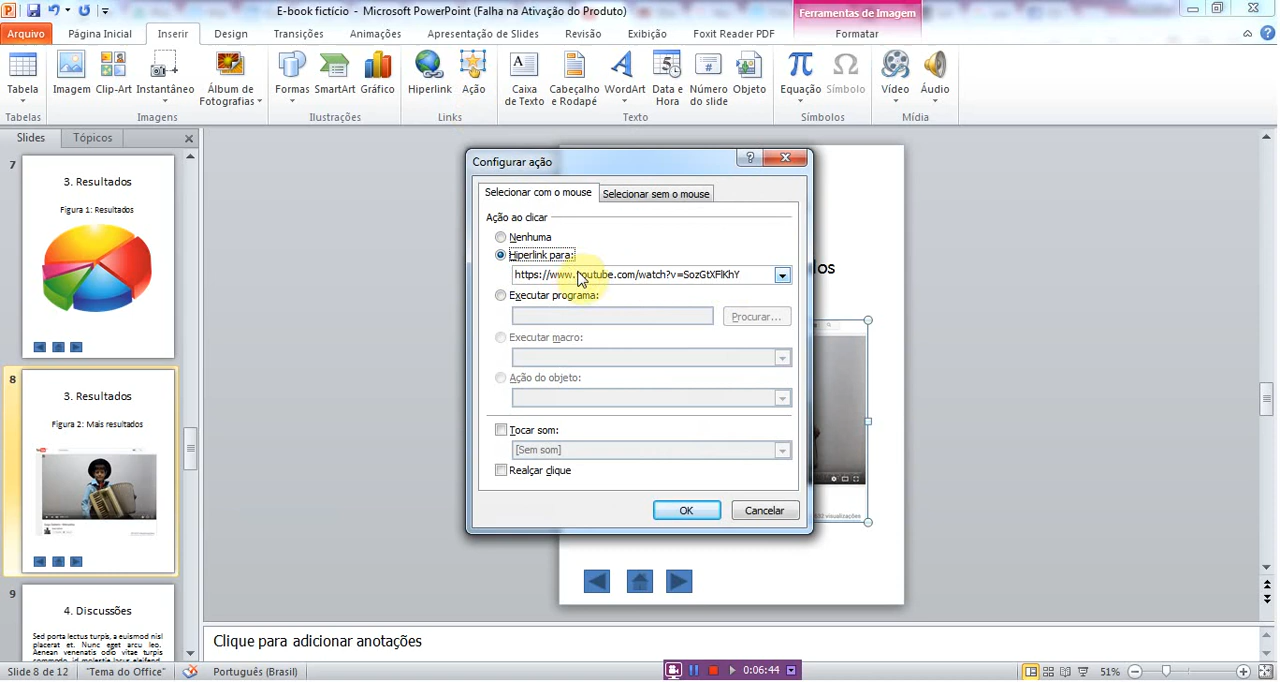 E-book fictício - Microsoft PowerPoint (Falha na Ativação do Produto)
Ferramentas de Imagem
Arquivo
Página Inicial
Inserir
Design
Transições
Animações
Apresentação de Slides
Revisão
Exibição
Foxit Reader PDF
Formatar
Tabela
Imagem
Clip-Art
Instantâneo
Álbum de Fotografias
Formas
SmartArt
Gráfico
Hiperlink
Ação
Caixa de Texto
Cabeçalho e Rodapé
WordArt
Data e Hora
Número do slide
Objeto
Equação
Símbolo
Vídeo
Áudio
Tabelas
Imagens
Ilustrações
Links
Texto
Símbolos
Mídia
Slides
Tópicos
7
3. Resultados
Figura 1: Resultados
8
3. Resultados
Figura 2: Mais resultados
9
4. Discussões
Sed porta lectus turpis, a euismod nisl
placerat et. Nunc eget arcu leo.
Aenean venenatis odio vitae turpis
Configurar ação
Selecionar com o mouse
Selecionar sem o mouse
Ação ao clicar
Nenhuma
Hiperlink para:
https://www.youtube.com/watch?v=SozGtXFlKhY
Executar programa:
Procurar...
Executar macro:
Ação do objeto:
Tocar som:
[Sem som]
Realçar clique
OK
Cancelar
dos
visualizações
Clique para adicionar anotações
Slide 8 de 12
"Tema do Office"
Português (Brasil)
0:06:44
51%